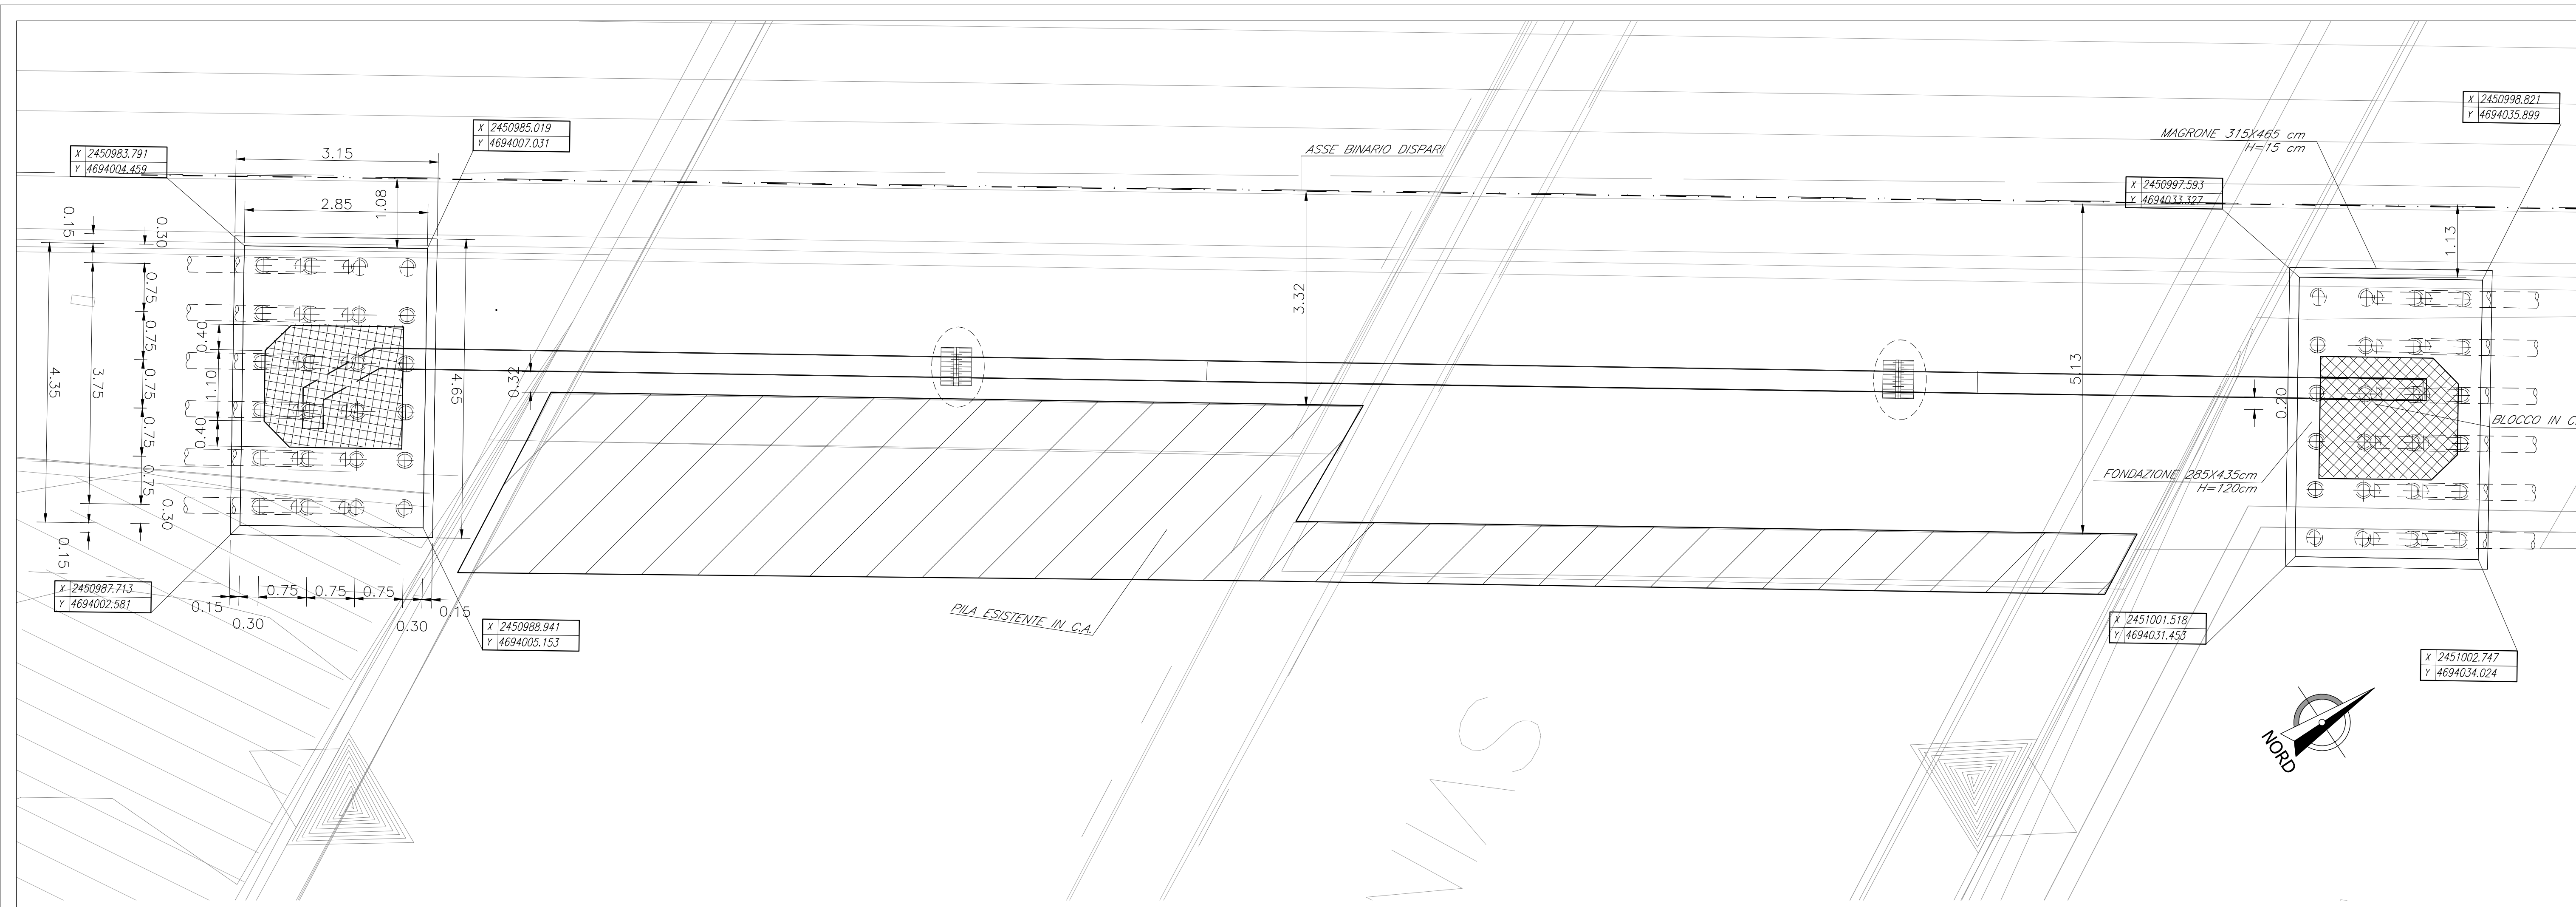 X 2450998.821
Y 4694035.899
X 2450985.019
Y 4694007.031
MAGRONE 315X465 cm
H=15 cm
X 2450983.791
Y 4694004.459
3.15
ASSE BINARIO DISPARI
X 2450997.593
Y 4694033.327
2.85
1.08
0.15
0.30
1.13
3.32
0.75
0.75
0.40
4.35
3.75
0.75
1.10
4.65
0.32
5.13
0.20
0.75
0.40
BLOCCO IN C.
0.75
FONDAZIONE 285X435cm
H=120cm
0.30
0.15
X 2450987.713
Y 4694002.581
0.75
0.75
0.75
0.15
0.15
0.30
0.30
PILA ESISTENTE IN C.A.
X 2450988.941
Y 4694005.153
X 2451001.518
Y 4694031.453
X 2451002.747
Y 4694034.024
NORD